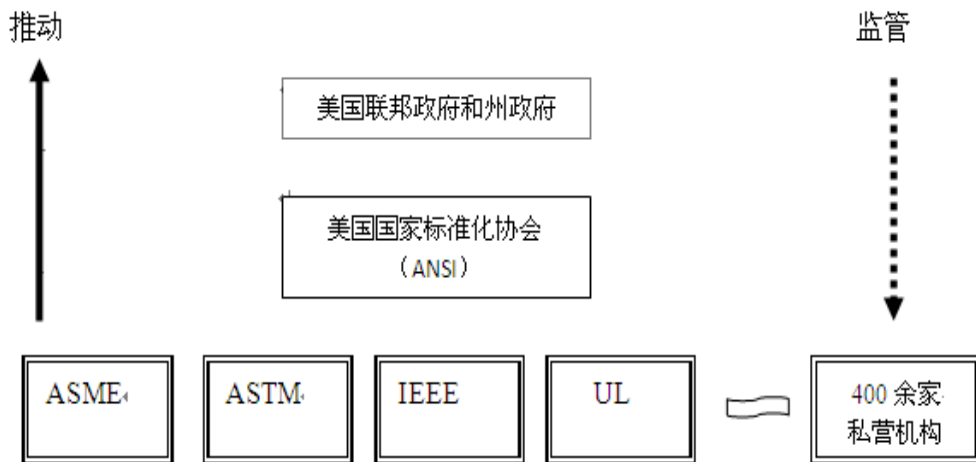 推动
监管
美国联邦政府和州政府
美国国家标准化协会
（ANSI）
ASME
ASTM
IEEE
UL
400 余家
私营机构